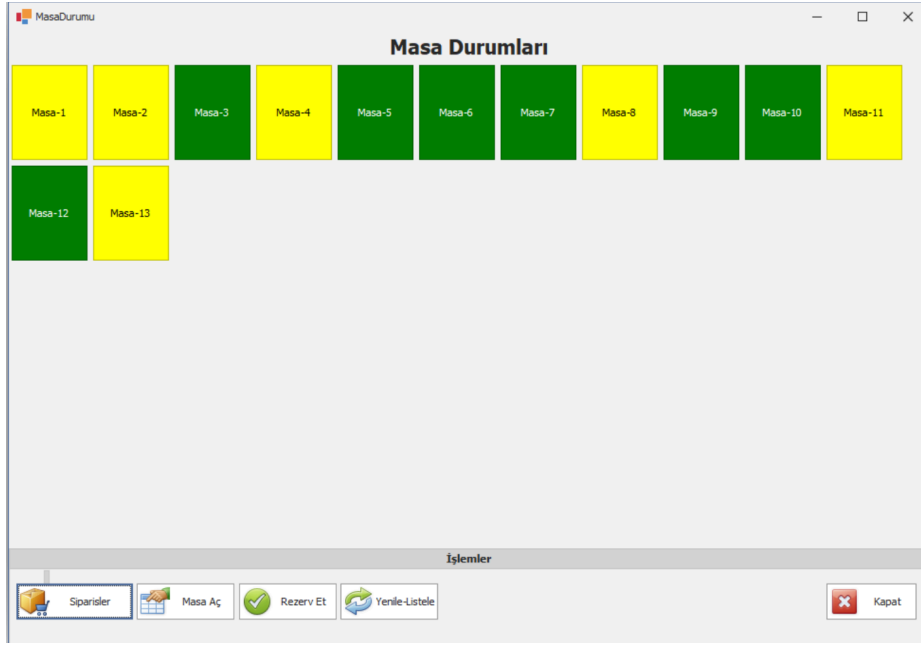 MasaDurumu
Masa Durumları
Masa-1 Masa-2 Masa-3 Masa-4 Masa-5 Masa-6 Masa-7 Masa-8 Masa-9 Masa-10 Masa-11
Masa-12 Masa-13
İşlemler
Siparisler Masa Aç Rezerv Et Yenile-Listele Kapat